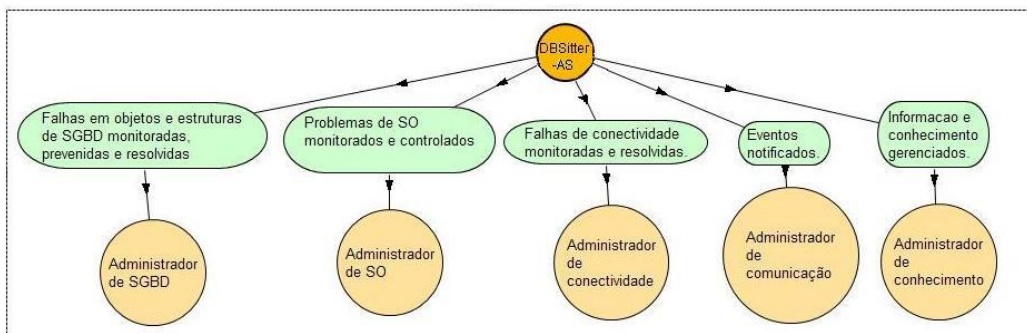 DBSitter
-AS
Falhas em objetos e estruturas
de SGBD monitoradas,
prevenidas e resolvidas
Problemas de SO
monitorados e controlados
Falhas de conectividade
monitoradas e resolvidas.
Eventos
notificados.
Informacao e
conhecimento
gerenciados.
Administrador
de SGBD
Administrador
de SO
Administrador
de
conectividade
Administrador
de
comunicação
Administrador
de
conhecimento